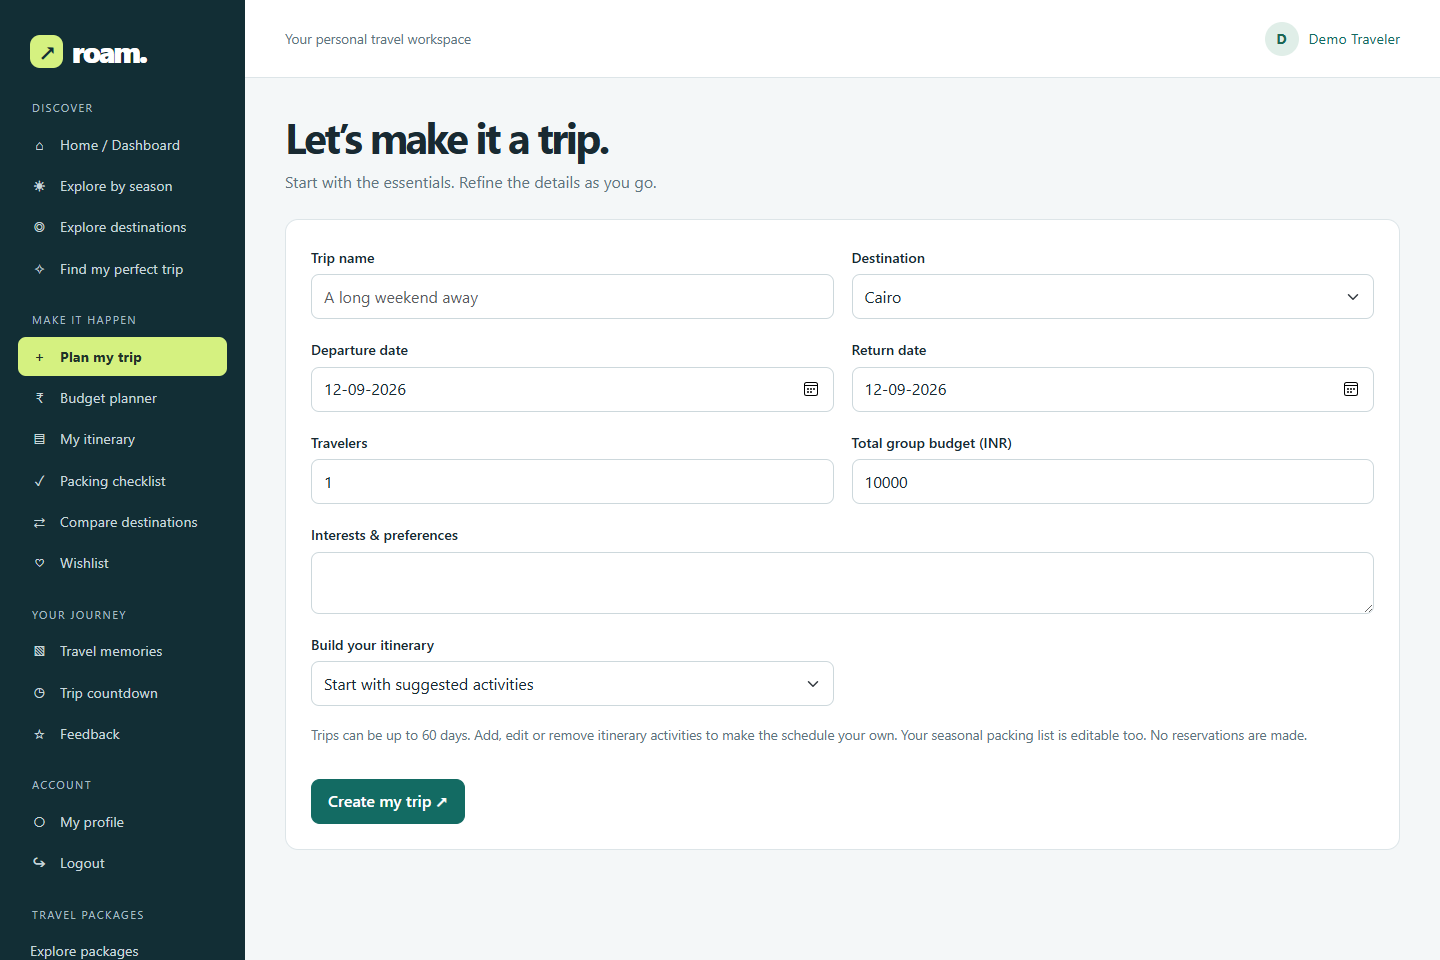 roam.
Your personal travel workspace
D
Demo Traveler
DISCOVER
Home / Dashboard
Explore by season
Explore destinations
Find my perfect trip
MAKE IT HAPPEN
+ Plan my trip
₹ Budget planner
My itinerary
✓ Packing checklist
Compare destinations
Wishlist
YOUR JOURNEY
Travel memories
Trip countdown
Feedback
ACCOUNT
My profile
Logout
TRAVEL PACKAGES
Explore packages
Let's make it a trip.
Start with the essentials. Refine the details as you go.
Trip name
A long weekend away
Destination
Cairo
Departure date
12-09-2026
Return date
12-09-2026
Travelers
1
Total group budget (INR)
10000
Interests & preferences
Build your itinerary
Start with suggested activities
Trips can be up to 60 days. Add, edit or remove itinerary activities to make the schedule your own. Your seasonal packing list is editable too. No reservations are made.
Create my trip ↗